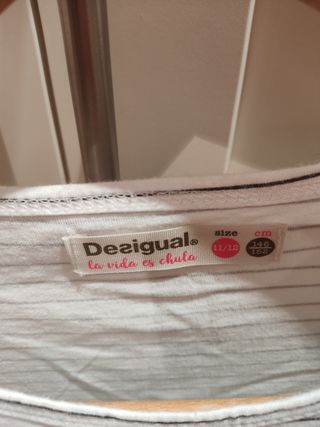 Desigual®
la vida es chula
size
11/12
cm
146
152